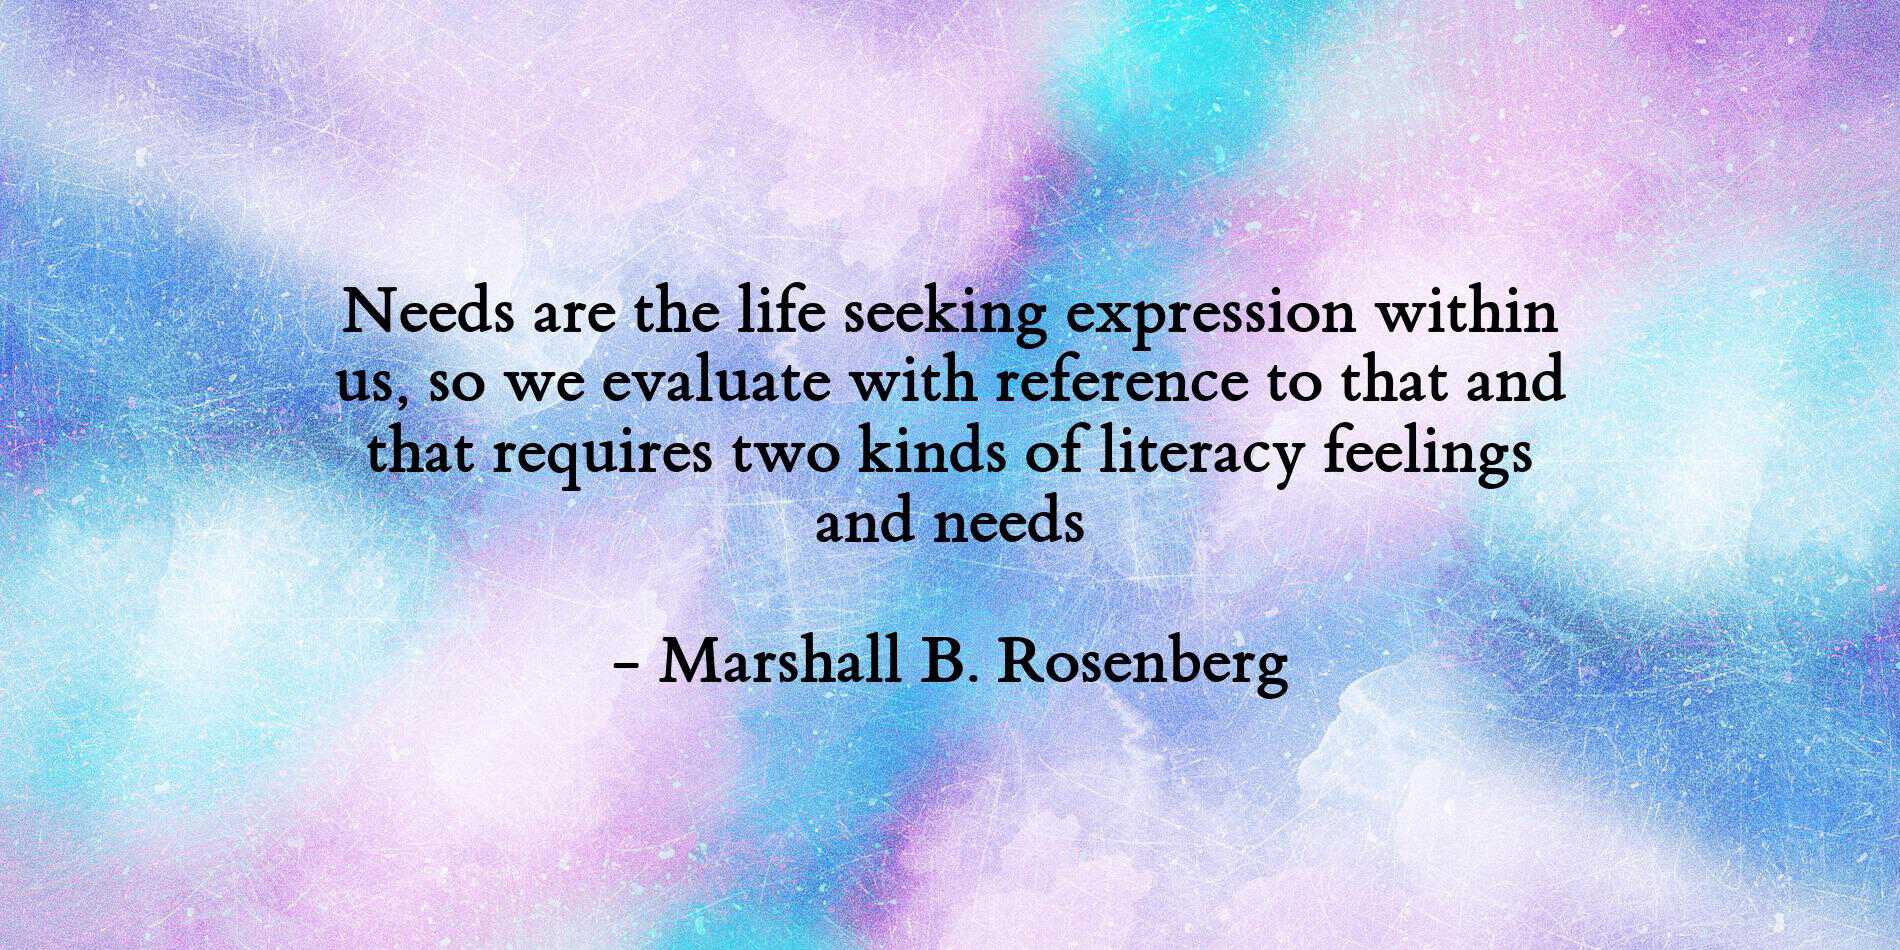 Needs are the life seeking expression within
us, so we evaluate with reference to that and
that requires two kinds of literacy feelings
and needs
– Marshall B. Rosenberg